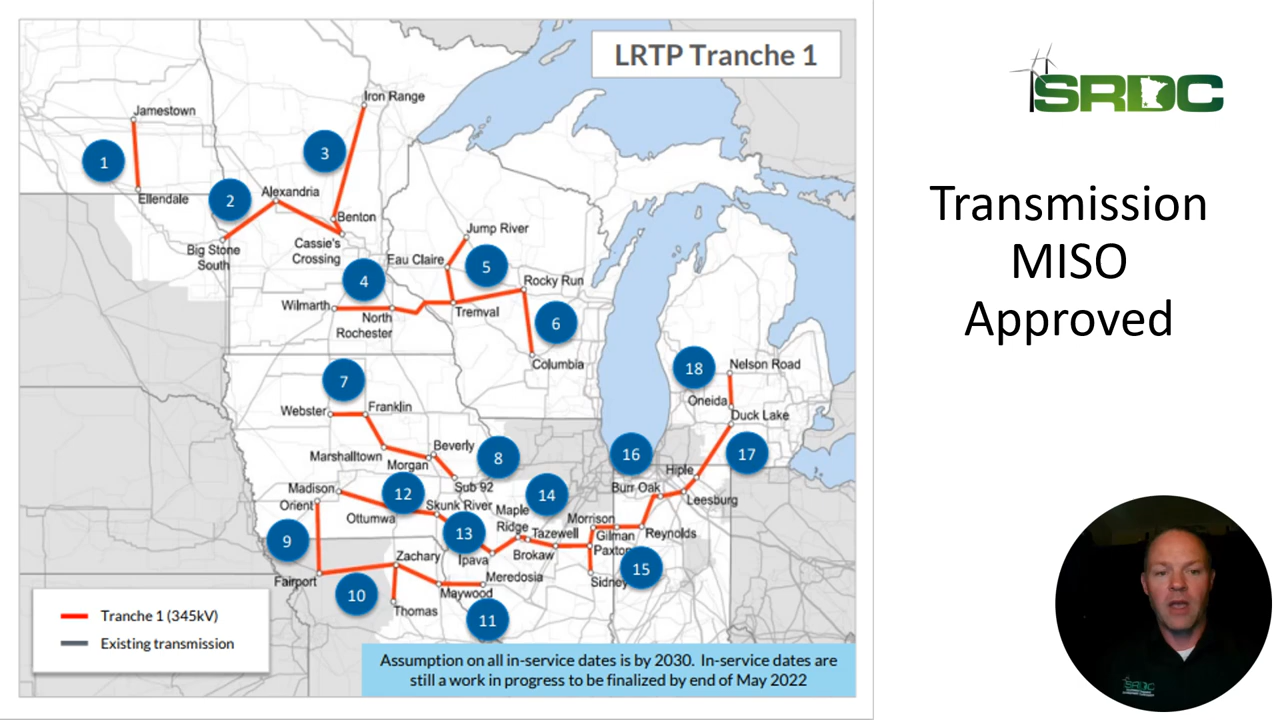 LRTP Tranche 1
Iron Range
Jamestown
3
1
Ellendale
2
Alexandria
Benton
Big Stone
South
Cassie's
Crossing
Jump River
Eau Claire
5
4
Rocky Run
Wilmarth
North
Rochester
Tremval
6
Columbia
18
Nelson Road
7
Oneida
Webster
Franklin
Duck Lake
Beverly
Marshalltown
Morgan
8
16
17
Hiple
Sub 92
Madison
12
14
Burr Oak
Leesburg
Orient
Skunk River
Maple
Ridge
Ottumwa
Morrison
13
Tazewell
Gilman
Reynolds
9
Brokaw
Paxton
Zachary
Ipava
15
Fairport
Meredosia
Sidney
10
Maywood
Thomas
11
Tranche 1 (345kV)
Existing transmission
Assumption on all in-service dates is by 2030. In-service dates are
still a work in progress to be finalized by end of May 2022
SRDC
Transmission
MISO
Approved
SRDC